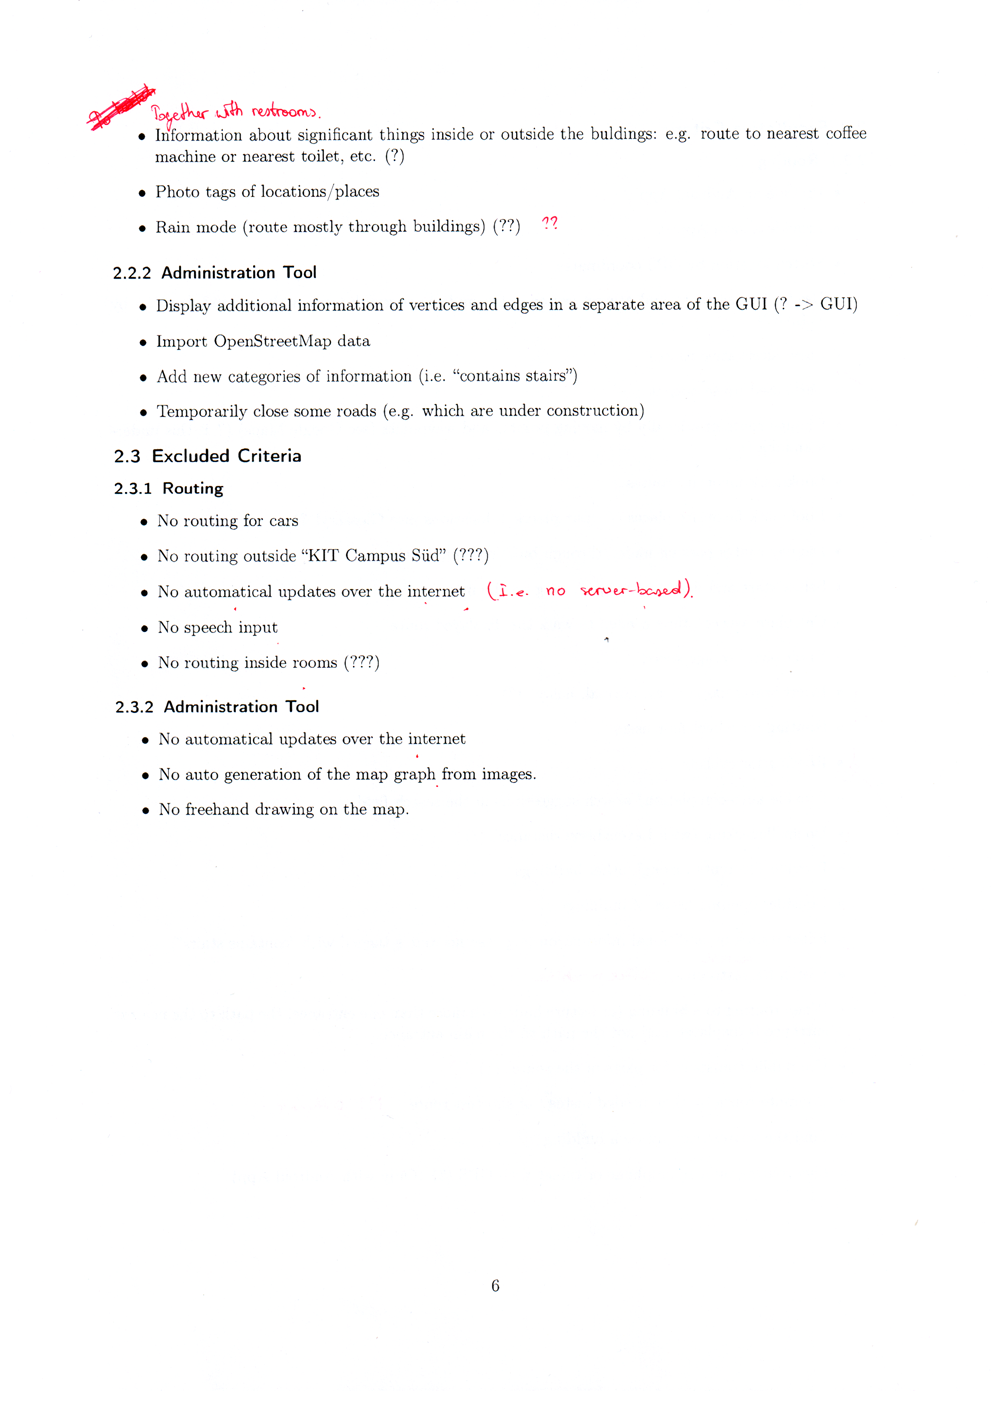 Together with restrooms.
• Information about significant things inside or outside the buldings: e.g. route to nearest coffee
machine or nearest toilet, etc. (?)
• Photo tags of locations/places
• Rain mode (route mostly through buildings) (??) ??
2.2.2 Administration Tool
• Display additional information of vertices and edges in a separate area of the GUI (? -> GUI)
• Import OpenStreetMap data
• Add new categories of information (i.e. “contains stairs”)
• Temporarily close some roads (e.g. which are under construction)
2.3 Excluded Criteria
2.3.1 Routing
• No routing for cars
• No routing outside “KIT Campus Süd” (???)
• No automatical updates over the internet (I.e. no server-based).
• No speech input
• No routing inside rooms (???)
2.3.2 Administration Tool
• No automatical updates over the internet
• No auto generation of the map graph from images.
• No freehand drawing on the map.
6